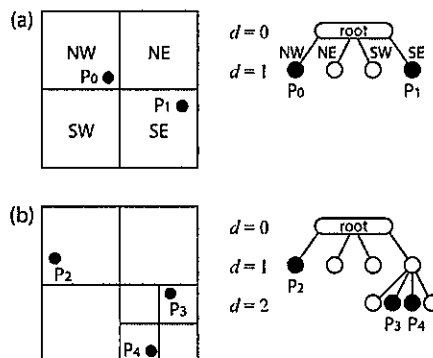 (a)
NW NE
P0
P1
SW SE
d = 0 root
NW NE SW SE
d = 1
P0 P1
(b)
P2
P3
P4
d = 0 root
d = 1
P2
d = 2
P3 P4